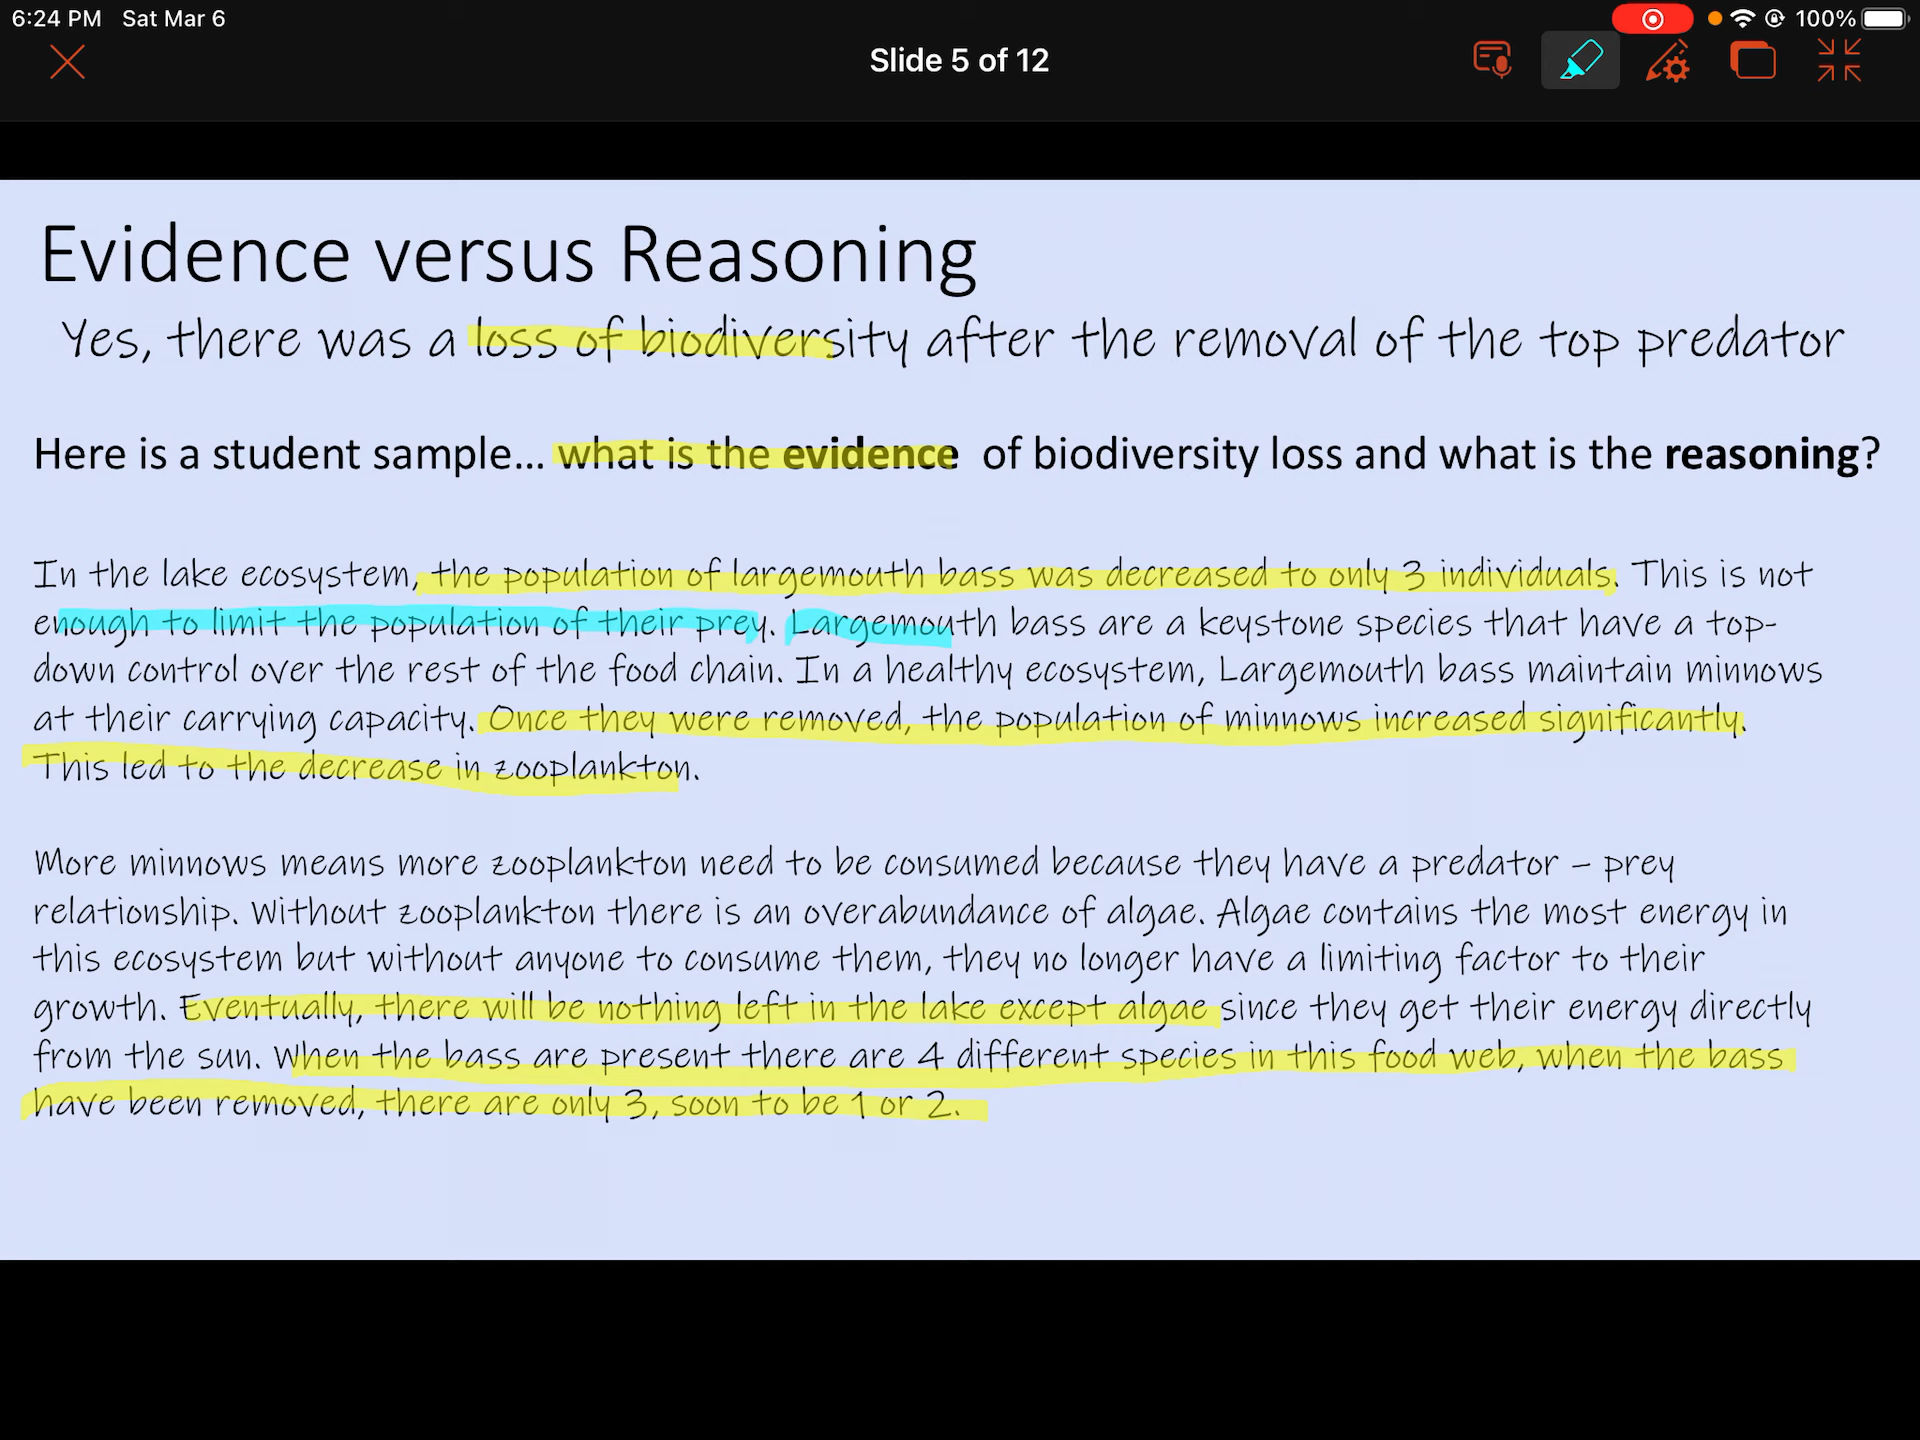 6:24 PM Sat Mar 6
100%
Slide 5 of 12
Evidence versus Reasoning
Yes, there was a loss of biodiversity after the removal of the top predator
Here is a student sample... what is the evidence of biodiversity loss and what is the reasoning?
In the lake ecosystem, the population of largemouth bass was decreased to only 3 individuals. This is not
enough to limit the population of their prey. Largemouth bass are a keystone species that have a top-
down control over the rest of the food chain. In a healthy ecosystem, Largemouth bass maintain minnows
at their carrying capacity. Once they were removed, the population of minnows increased significantly.
This led to the decrease in zooplankton.
More minnows means more zooplankton need to be consumed because they have a predator – prey
relationship. Without zooplankton there is an overabundance of algae. Algae contains the most energy in
this ecosystem but without anyone to consume them, they no longer have a limiting factor to their
growth. Eventually, there will be nothing left in the lake except algae since they get their energy directly
from the sun. When the bass are present there are 4 different species in this food web, when the bass
have been removed, there are only 3, soon to be 1 or 2.